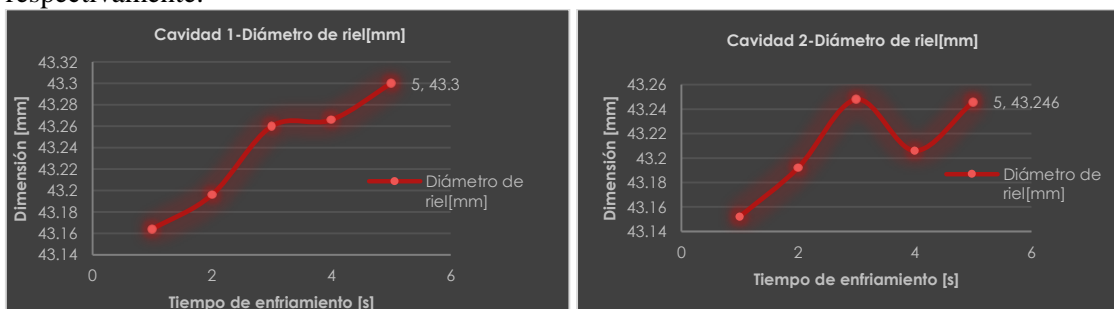 respectivamente.
Cavidad 1-Diámetro de riel[mm]
Dimensión [mm]
43.32
43.3
43.28
43.26
43.24
43.22
43.2
43.18
43.16
43.14
5, 43.3
Diámetro de
riel[mm]
0
2
4
6
Tiempo de enfriamiento [s]
Cavidad 2-Diámetro de riel[mm]
Dimensión [mm]
43.26
43.24
43.22
43.2
43.18
43.16
43.14
5, 43.246
Diámetro de
riel[mm]
0
2
4
6
Tiempo de enfriamiento [s]